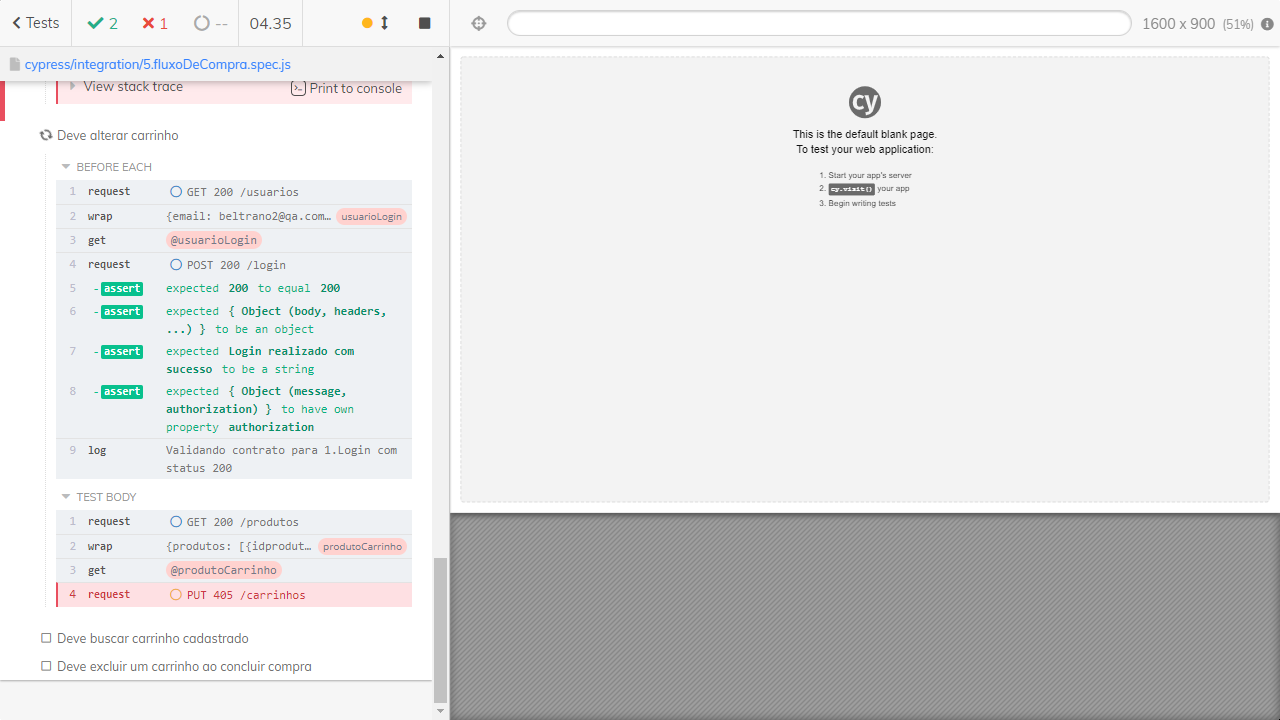 Tests
2
1
--
04.35
1600 x 900 (51%)
cypress/integration/5.fluxoDeCompra.spec.js
View stack trace
Print to console
Deve alterar carrinho
BEFORE EACH
1 request GET 200 /usuarios
2 wrap {email: beltrano2@qa.com… usuarioLogin
3 get @usuarioLogin
4 request POST 200 /login
5 -assert expected 200 to equal 200
6 -assert expected { Object (body, headers,
...) } to be an object
7 -assert expected Login realizado com
sucesso to be a string
8 -assert expected { Object (message,
authorization) } to have own
property authorization
9 log Validando contrato para 1.Login com
status 200
TEST BODY
1 request GET 200 /produtos
2 wrap {produtos: [{idprodut… produtoCarrinho
3 get @produtoCarrinho
4 request PUT 405 /carrinhos
Deve buscar carrinho cadastrado
Deve excluir um carrinho ao concluir compra
cy
This is the default blank page.
To test your web application:
1. Start your app's server
2. cy.visit() your app
3. Begin writing tests